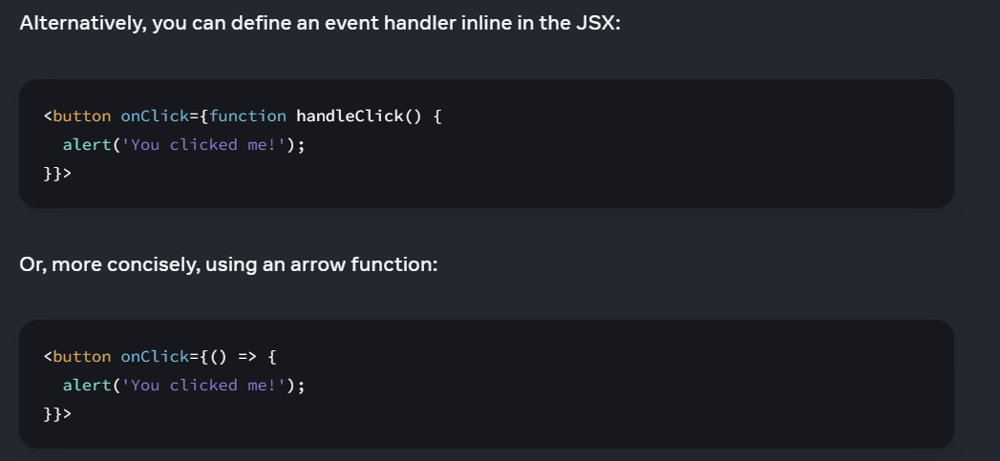 Alternatively, you can define an event handler inline in the JSX:
<button onClick={function handleClick() {
  alert('You clicked me!');
}}>
Or, more concisely, using an arrow function:
<button onClick={() => {
  alert('You clicked me!');
}}>